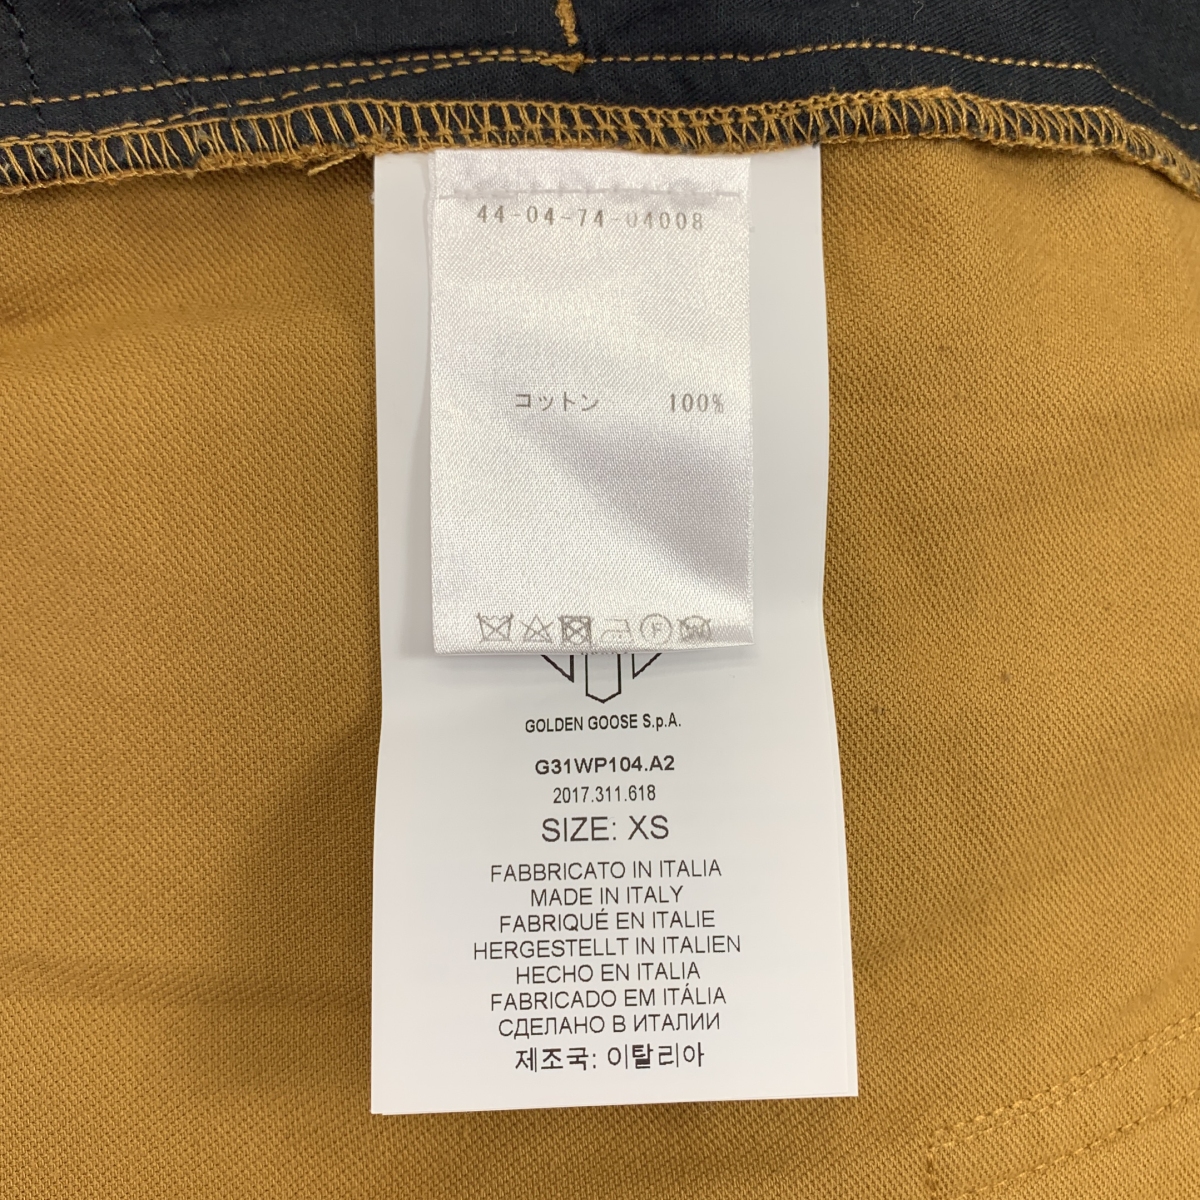 44-04-74-04008
コットン 100%
F
W
GOLDEN GOOSE S.p.A.
G31WP104.A2
2017.311.618
SIZE: XS
FABBRICATO IN ITALIA
MADE IN ITALY
FABRIQUÉ EN ITALIE
HERGESTELLT IN ITALIEN
HECHO EN ITALIA
FABRICADO EM ITÁLIA
СДЕЛАНО В ИТАЛИИ
제조국: 이탈리아